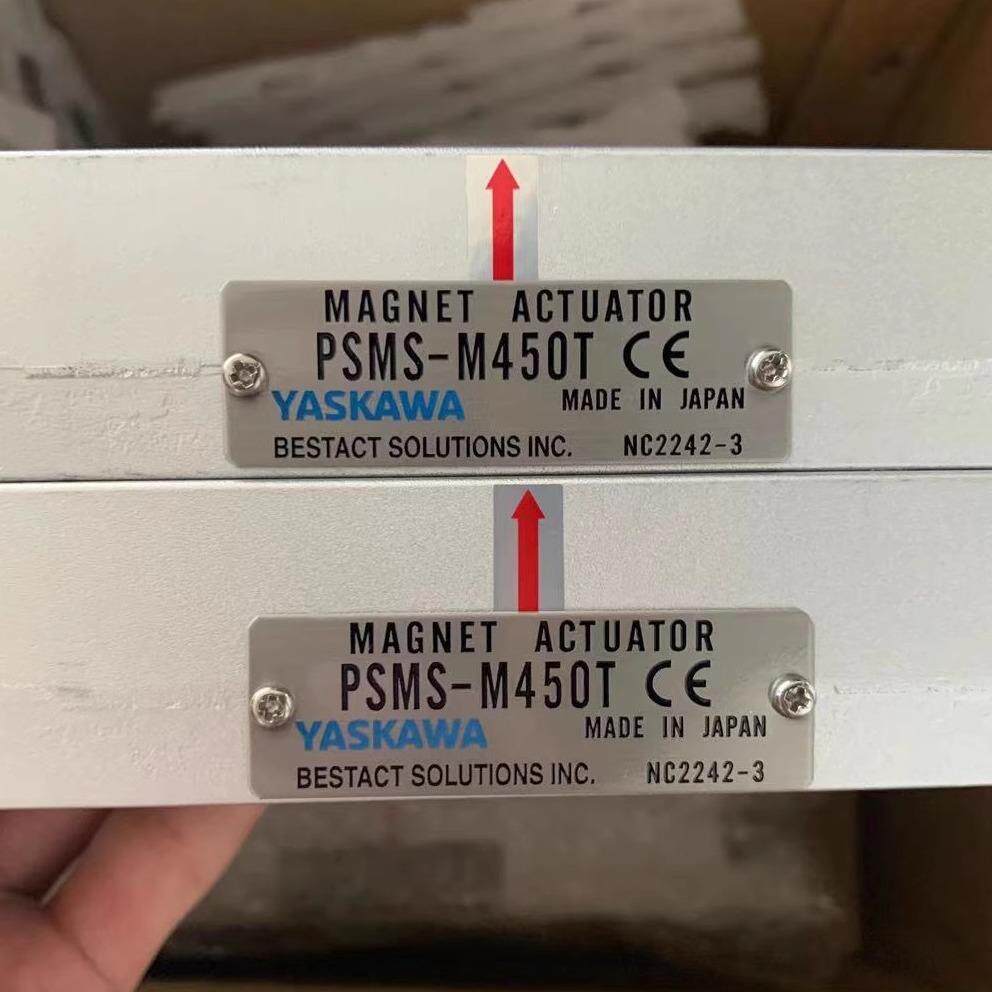 MAGNET ACTUATOR
PSMS-M450T CE
YASKAWA MADE IN JAPAN
BESTACT SOLUTIONS INC. NC2242-3
MAGNET ACTUATOR
PSMS-M450T CE
YASKAWA MADE IN JAPAN
BESTACT SOLUTIONS INC. NC2242-3